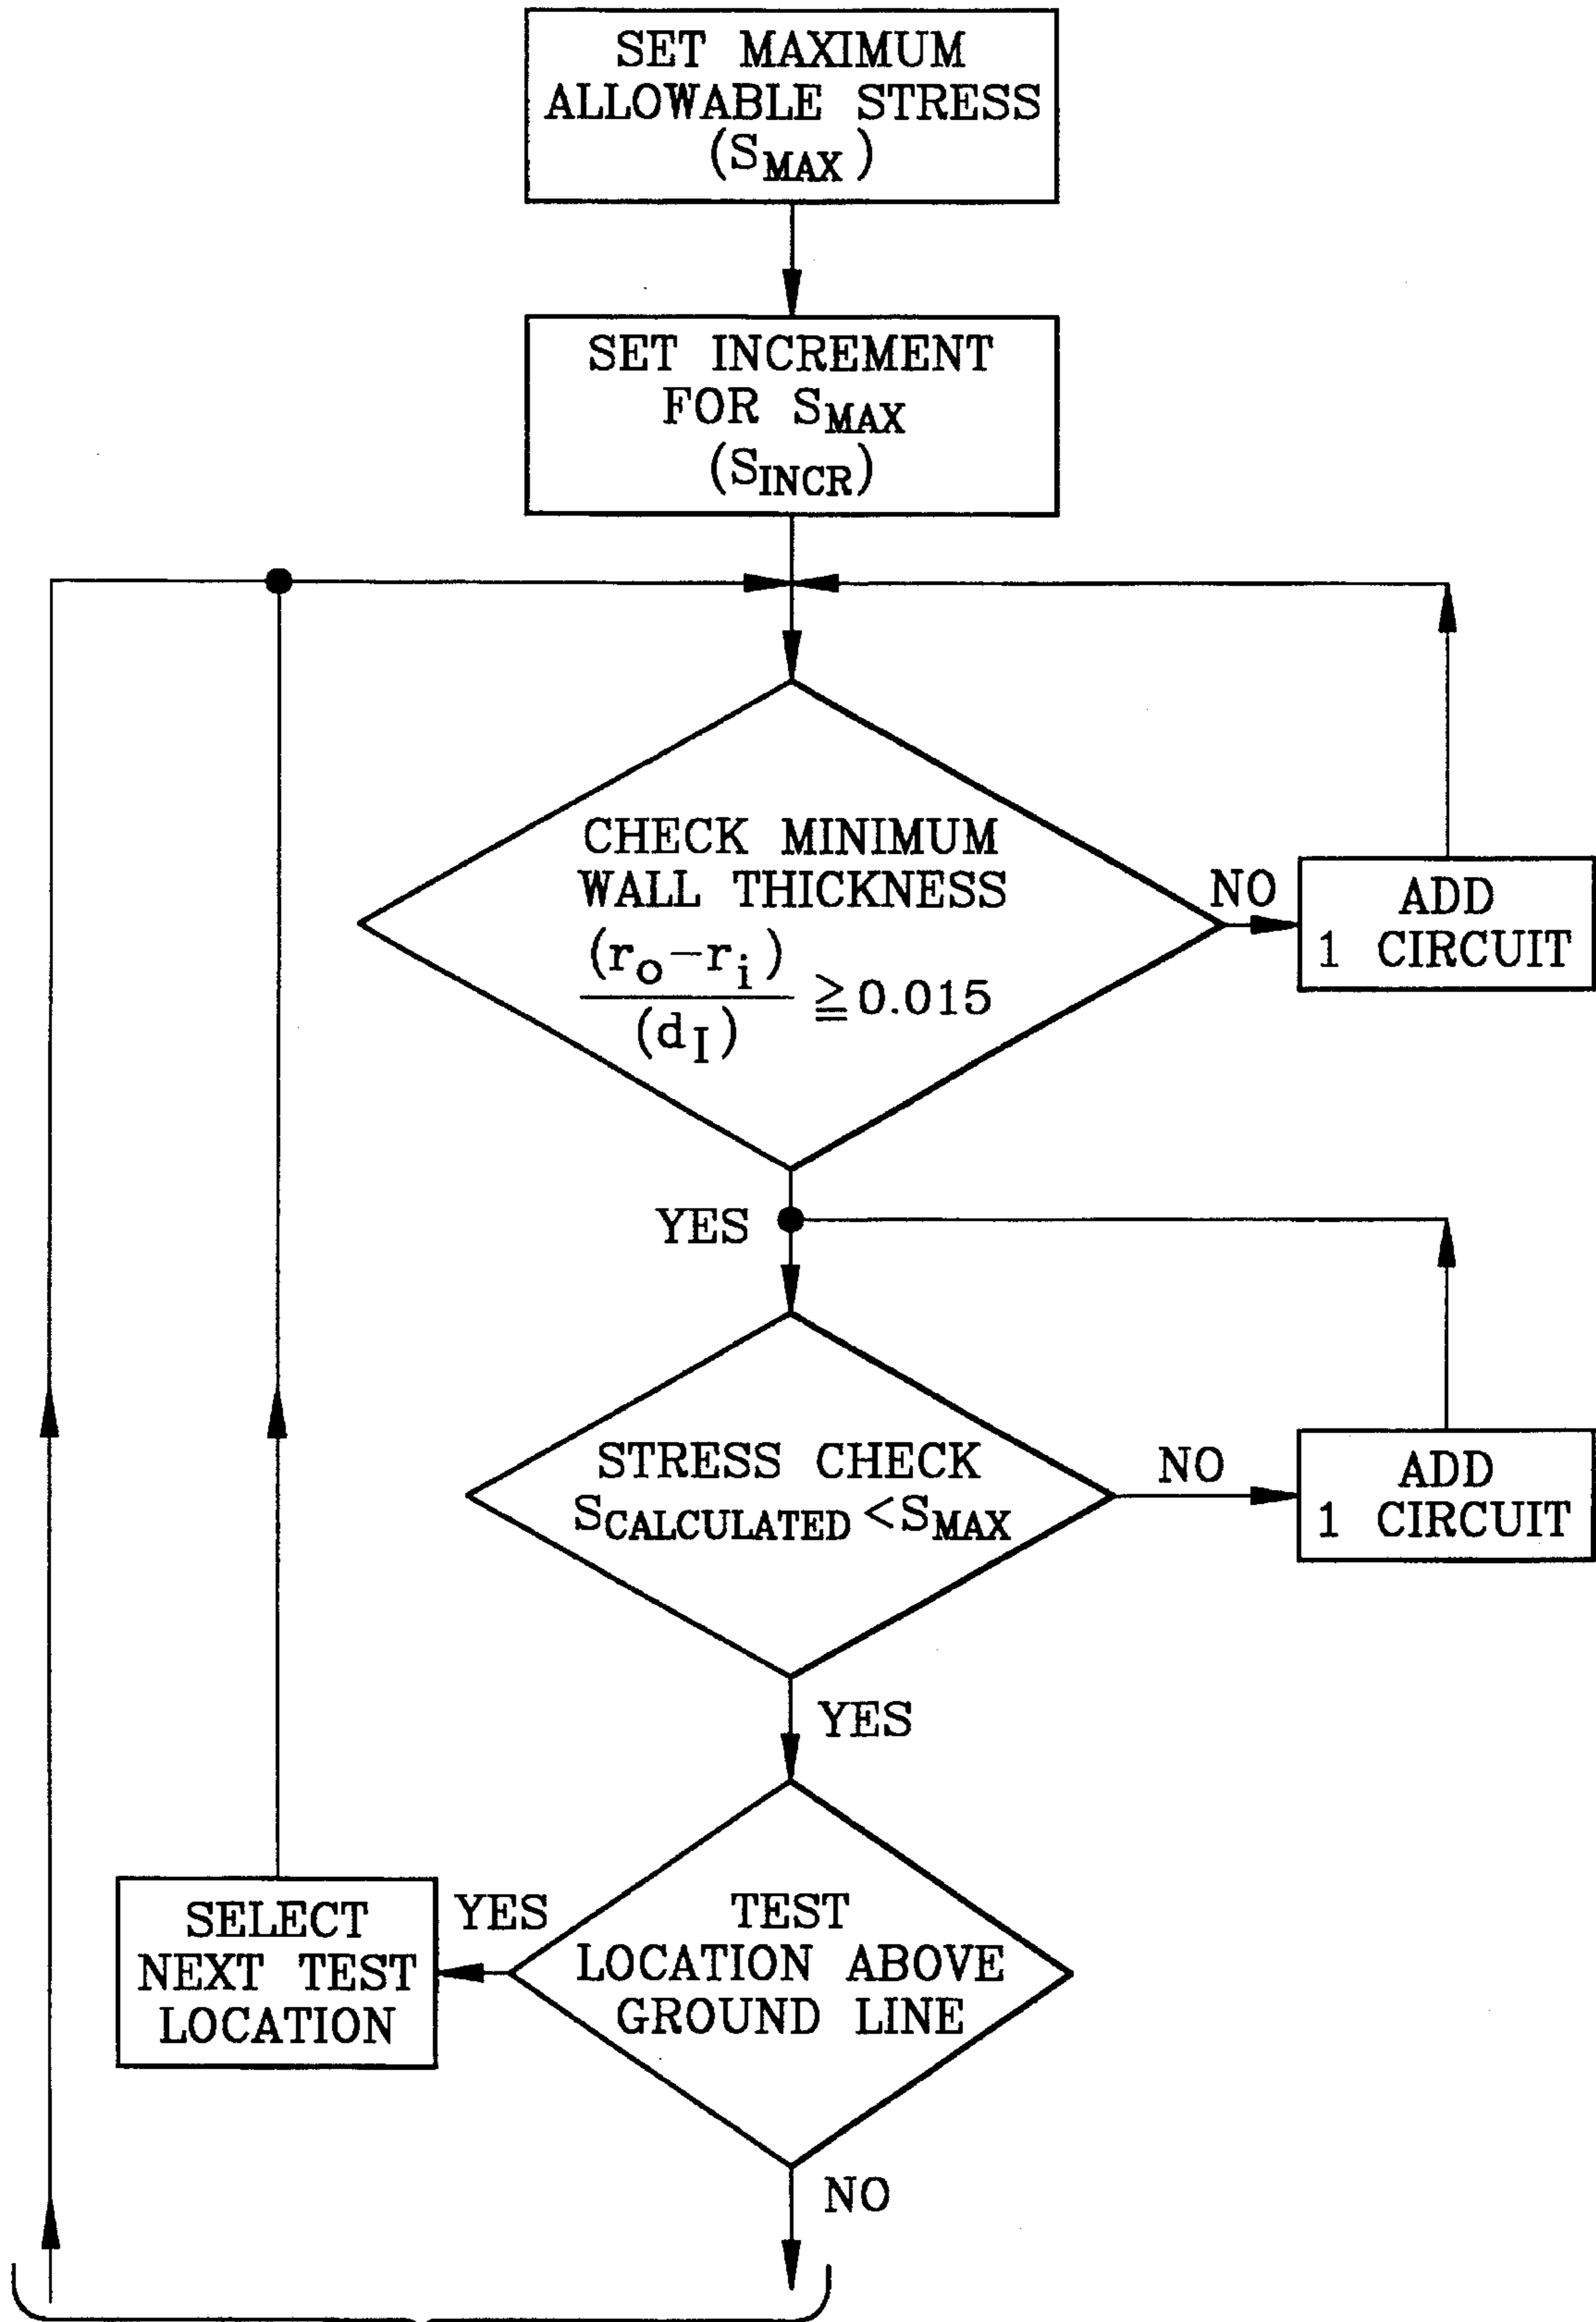 SET MAXIMUM
ALLOWABLE STRESS
(SMAX)
SET INCREMENT
FOR SMAX
(SINCR)
CHECK MINIMUM
WALL THICKNESS
(ro-ri)
(dI)
≧0.015
NO
ADD
1 CIRCUIT
YES
STRESS CHECK
SCALCULATED<SMAX
NO
ADD
1 CIRCUIT
YES
TEST
LOCATION ABOVE
GROUND LINE
YES
SELECT
NEXT TEST
LOCATION
NO